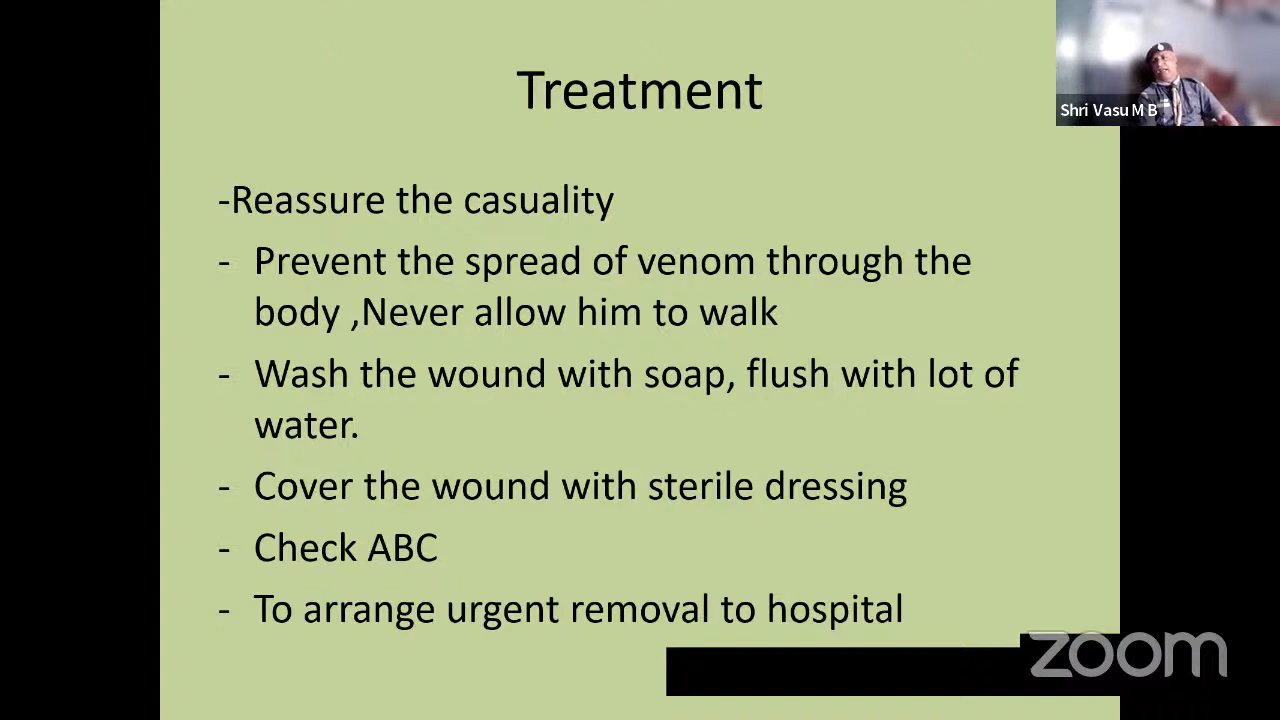 Treatment
Shri Vasu M B
-Reassure the casuality
- Prevent the spread of venom through the
body ,Never allow him to walk
- Wash the wound with soap, flush with lot of
water.
- Cover the wound with sterile dressing
- Check ABC
- To arrange urgent removal to hospital
zoom